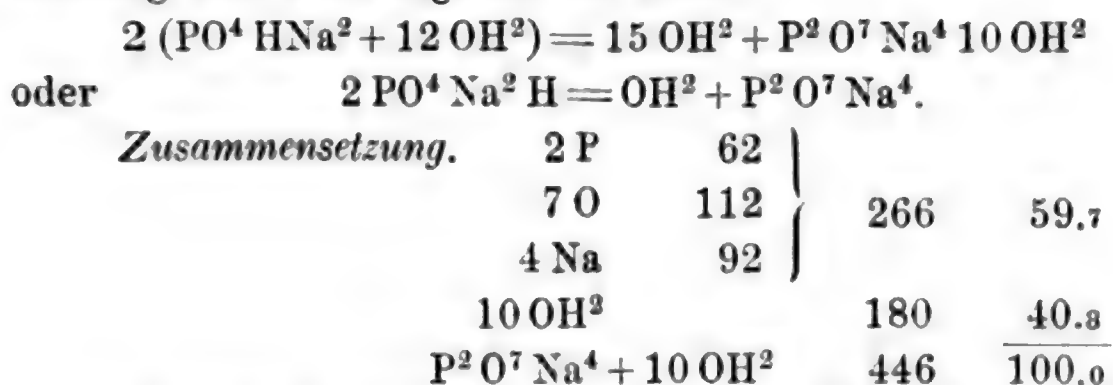 2 (PO⁴ HNa² + 12 OH²) = 15 OH² + P² O⁷ Na⁴ 10 OH²
oder 2 PO⁴ Na² H = OH² + P² O⁷ Na⁴.
Zusammensetzung. 2 P 62
7 O 112 266 59.7
4 Na 92
10 OH² 180 40.8
P² O⁷ Na⁴ + 10 OH² 446 100.0